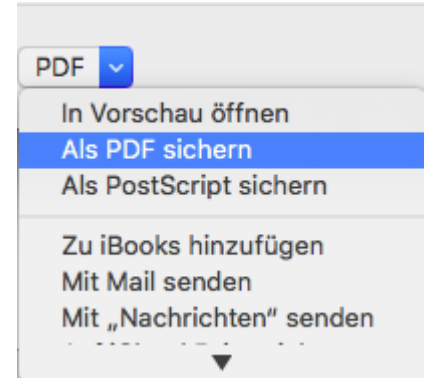 PDF
In Vorschau öffnen
Als PDF sichern
Als PostScript sichern
Zu iBooks hinzufügen
Mit Mail senden
Mit „Nachrichten“ senden